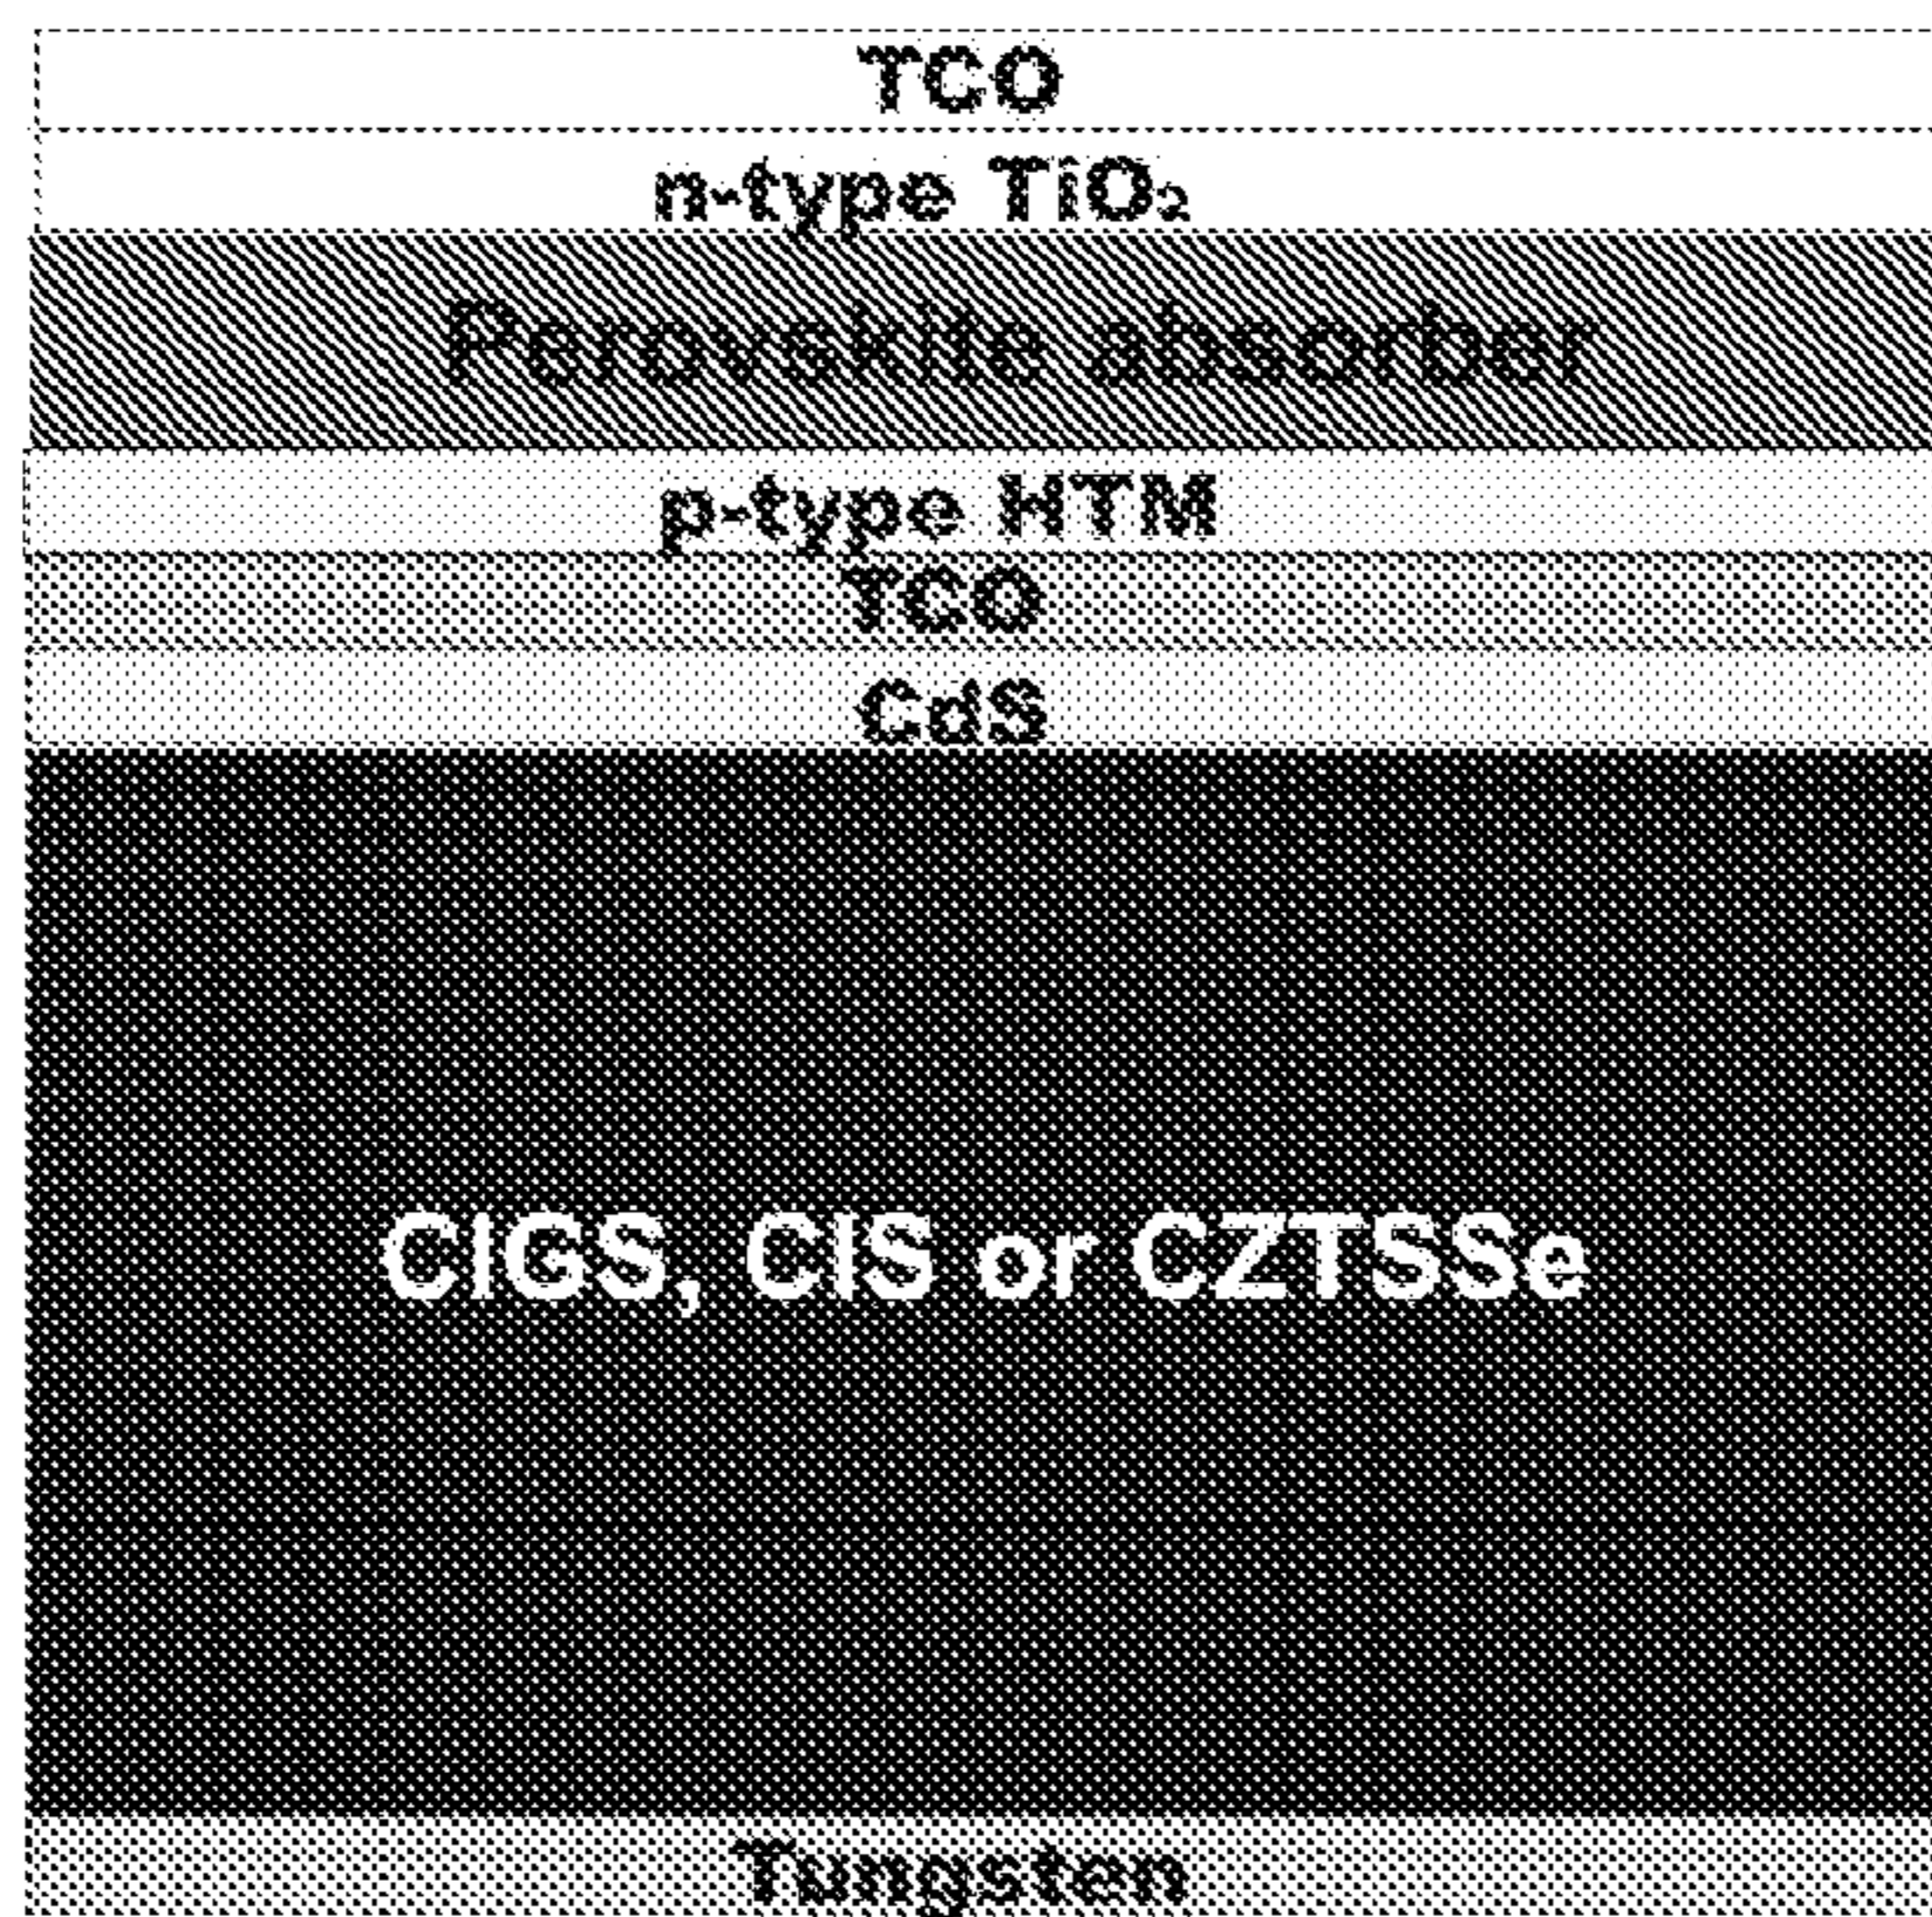 TCO
n-type TiO₂
Perovskite absorber
p-type HTM
TCO
CdS
CIGS, CIS or CZTSSe
Tungsten